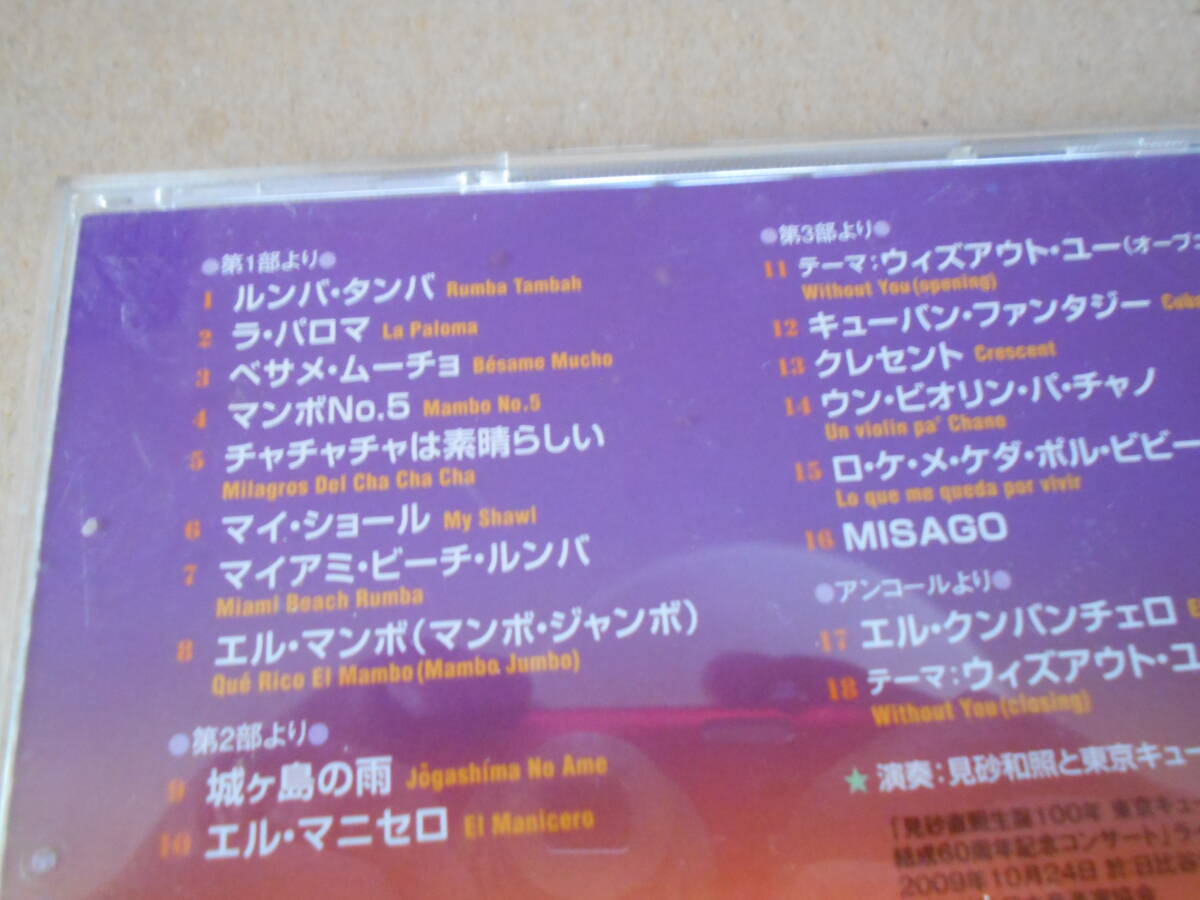 ●第1部より●
1 ルンバ・タンバ Rumba Tambah
2 ラ・パロマ La Paloma
3 ベサメ・ムーチョ Bésame Mucho
4 マンボNo.5 Mambo No.5
5 チャチャチャは素晴らしい
Milagros Del Cha Cha Cha
6 マイ・ショール My Shawl
7 マイアミ・ビーチ・ルンバ
Miami Beach Rumba
8 エル・マンボ(マンボ・ジャンボ)
Qué Rico El Mambo(Mambo Jumbo)
●第2部より●
9 城ヶ島の雨 Jôgashima No Ame
10 エル・マニセロ El Manicero
●第3部より●
11 テーマ:ウィズアウト・ユー(オープ
Without You(opening)
12 キューバン・ファンタジー Cuba
13 クレセント Crescent
14 ウン・ビオリン・パ・チャノ
Un violin pa' Chano
15 ロ・ケ・メ・ケダ・ポル・ビビー
Lo que me queda por vivir
16 MISAGO
●アンコールより●
17 エル・クンバンチェロ
18 テーマ:ウィズアウト・ユ
Without You(closing)
★ 演奏:見砂和照と東京キュー
「見砂直照生誕100年 東京キュ
結成60周年記念コンサート」ラ
2009年10月24日 於:日比谷